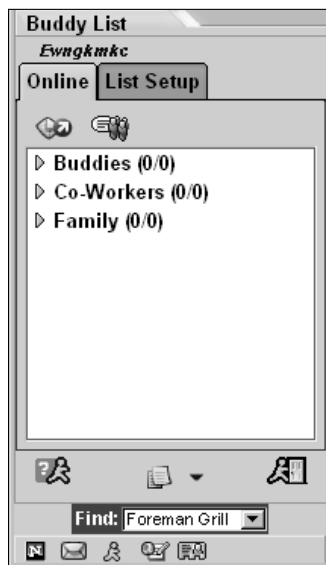 Buddy List
Ewngkmkc
Online List Setup
Buddies (0/0)
Co-Workers (0/0)
Family (0/0)
Find: Foreman Grill
N